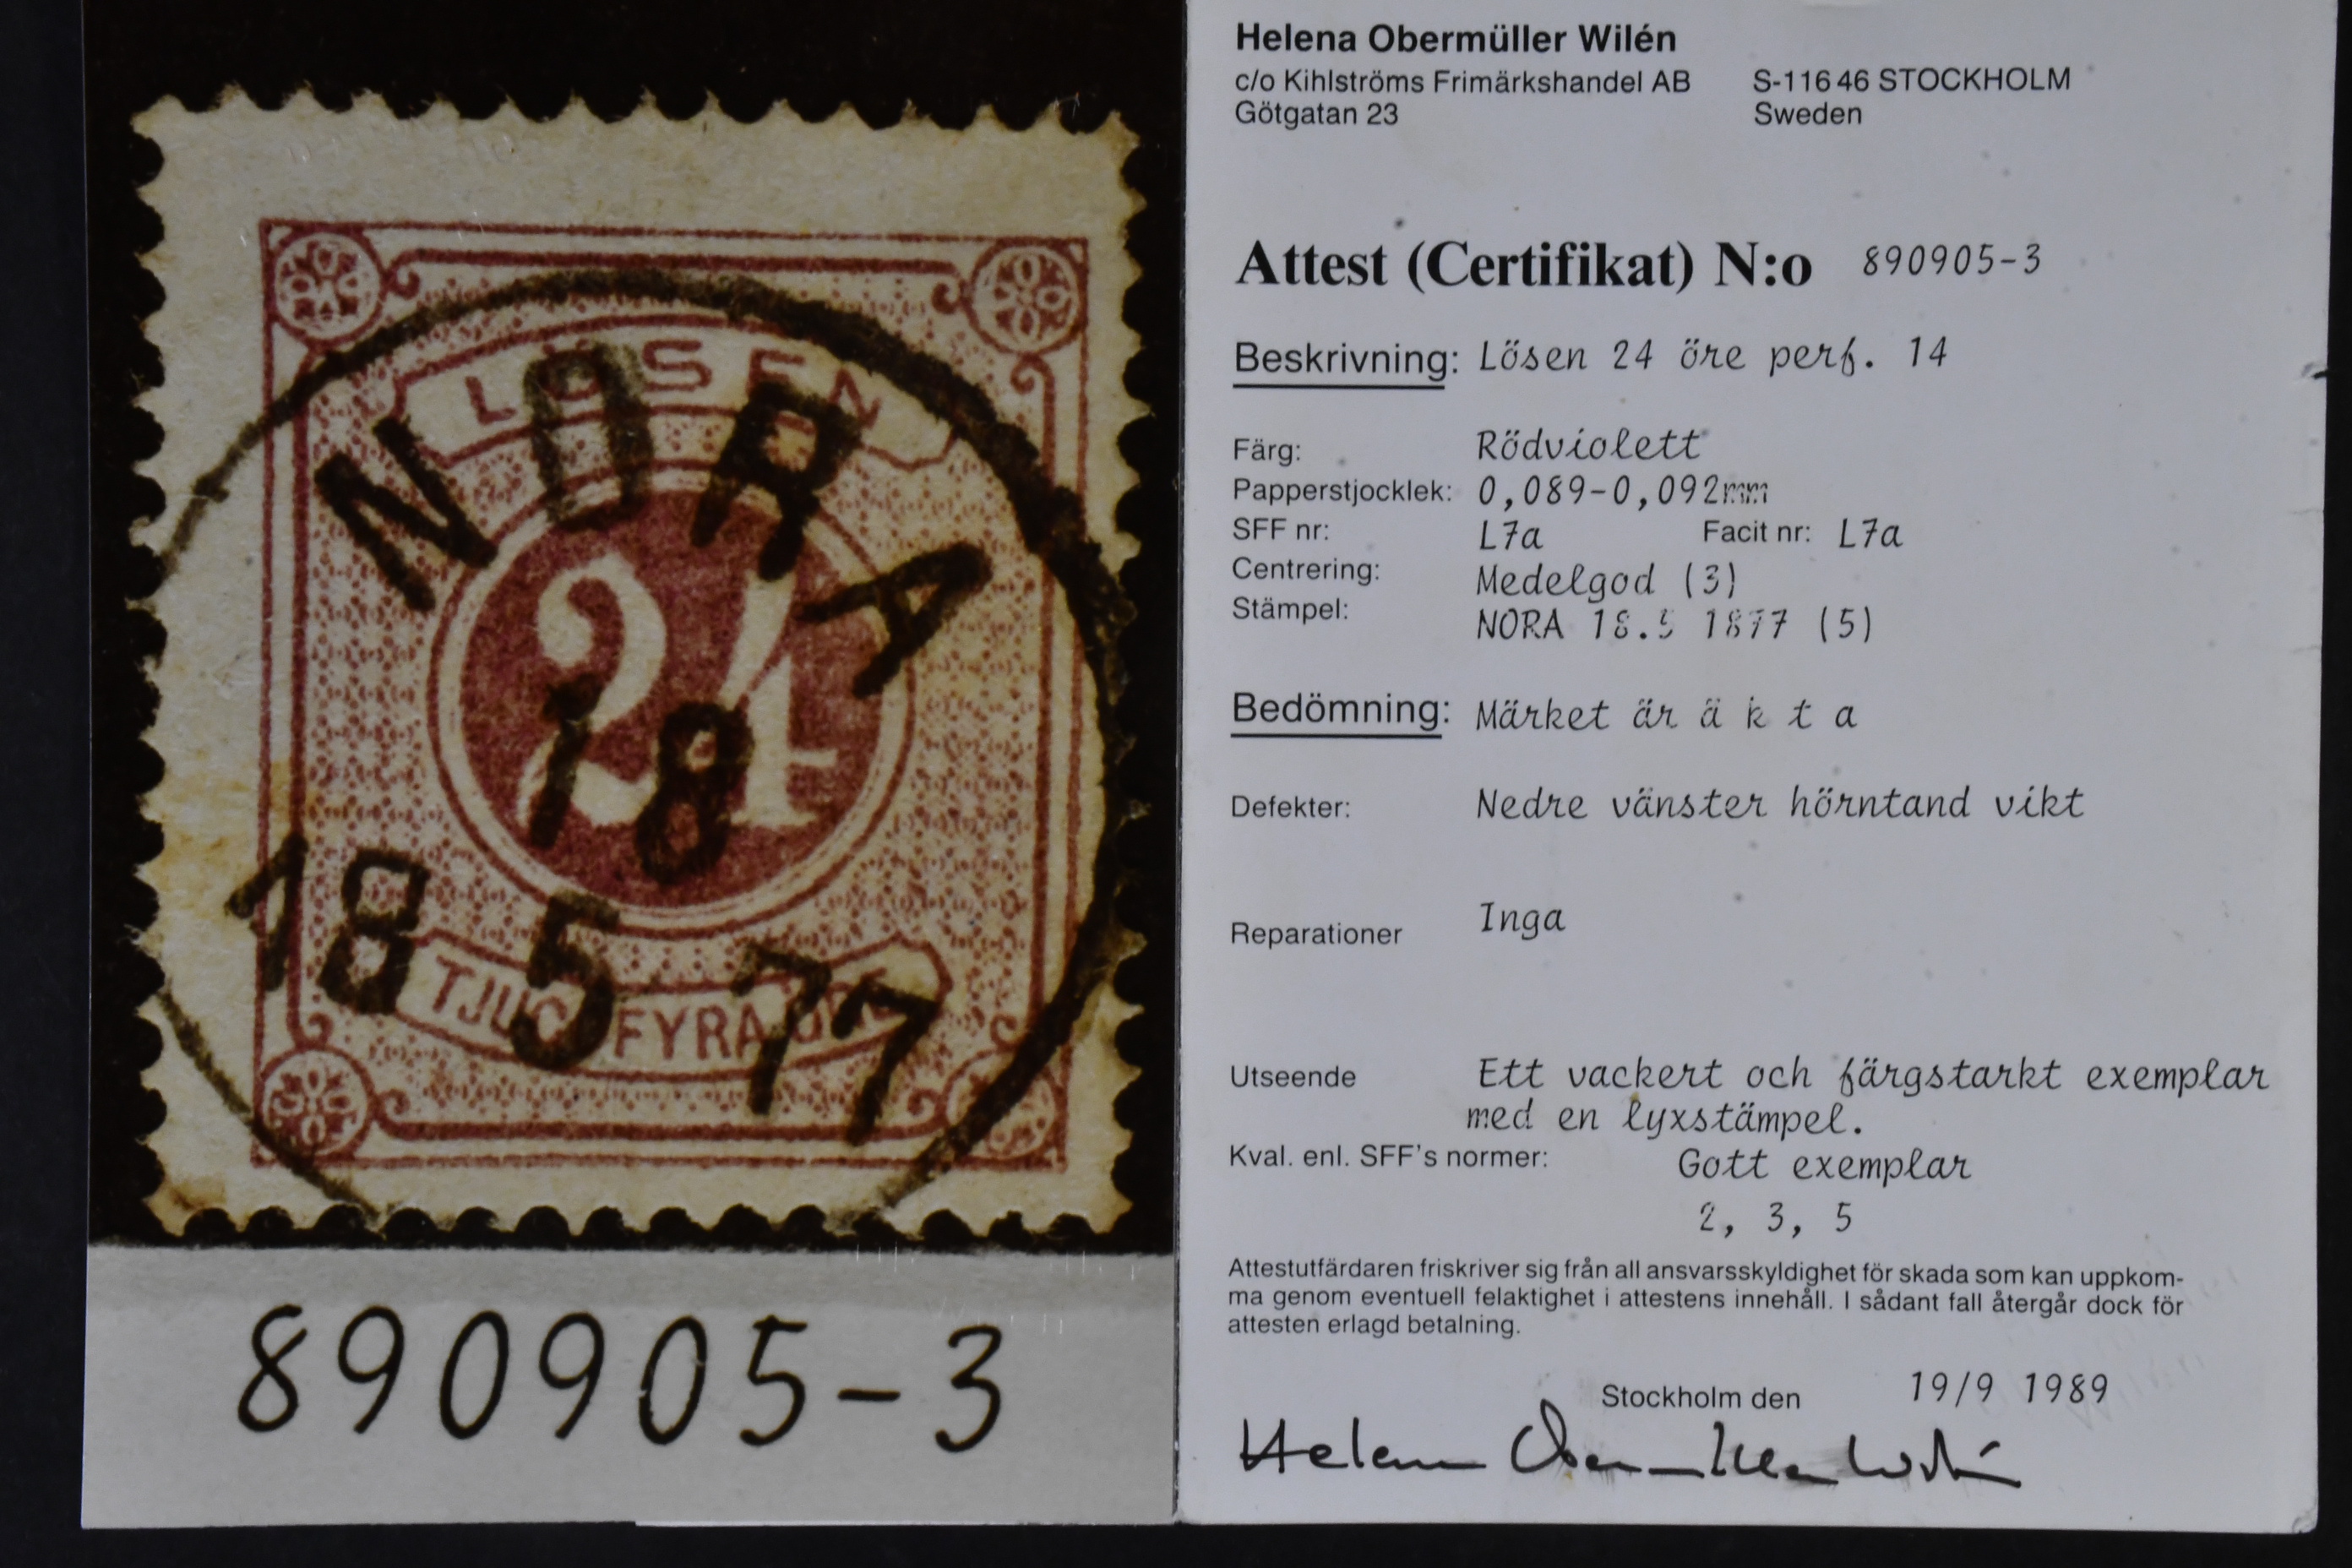 LÖSEN
NORA
24
18
18 5 77
TJUGOFYRA ÖRE
890905-3
Helena Obermüller Wilén
c/o Kihlströms Frimärkshandel AB S-116 46 STOCKHOLM
Götgatan 23 Sweden
Attest (Certifikat) N:o 890905-3
Beskrivning: Lösen 24 öre perf. 14
Färg: Rödviolett
Papperstjocklek: 0,089-0,092mm
SFF nr: L7a Facit nr: L7a
Centrering: Medelgod (3)
Stämpel: NORA 18.5 1877 (5)
Bedömning: Märket är ä k t a
Defekter: Nedre vänster hörntand vikt
Reparationer Inga
Utseende Ett vackert och färgstarkt exemplar
med en lyxstämpel.
Kval. enl. SFF's normer: Gott exemplar
2, 3, 5
Attestutfärdaren friskriver sig från all ansvarsskyldighet för skada som kan uppkom-
ma genom eventuell felaktighet i attestens innehåll. I sådant fall återgår dock för
attesten erlagd betalning.
Stockholm den 19/9 1989
Helena Obermüller Wilén